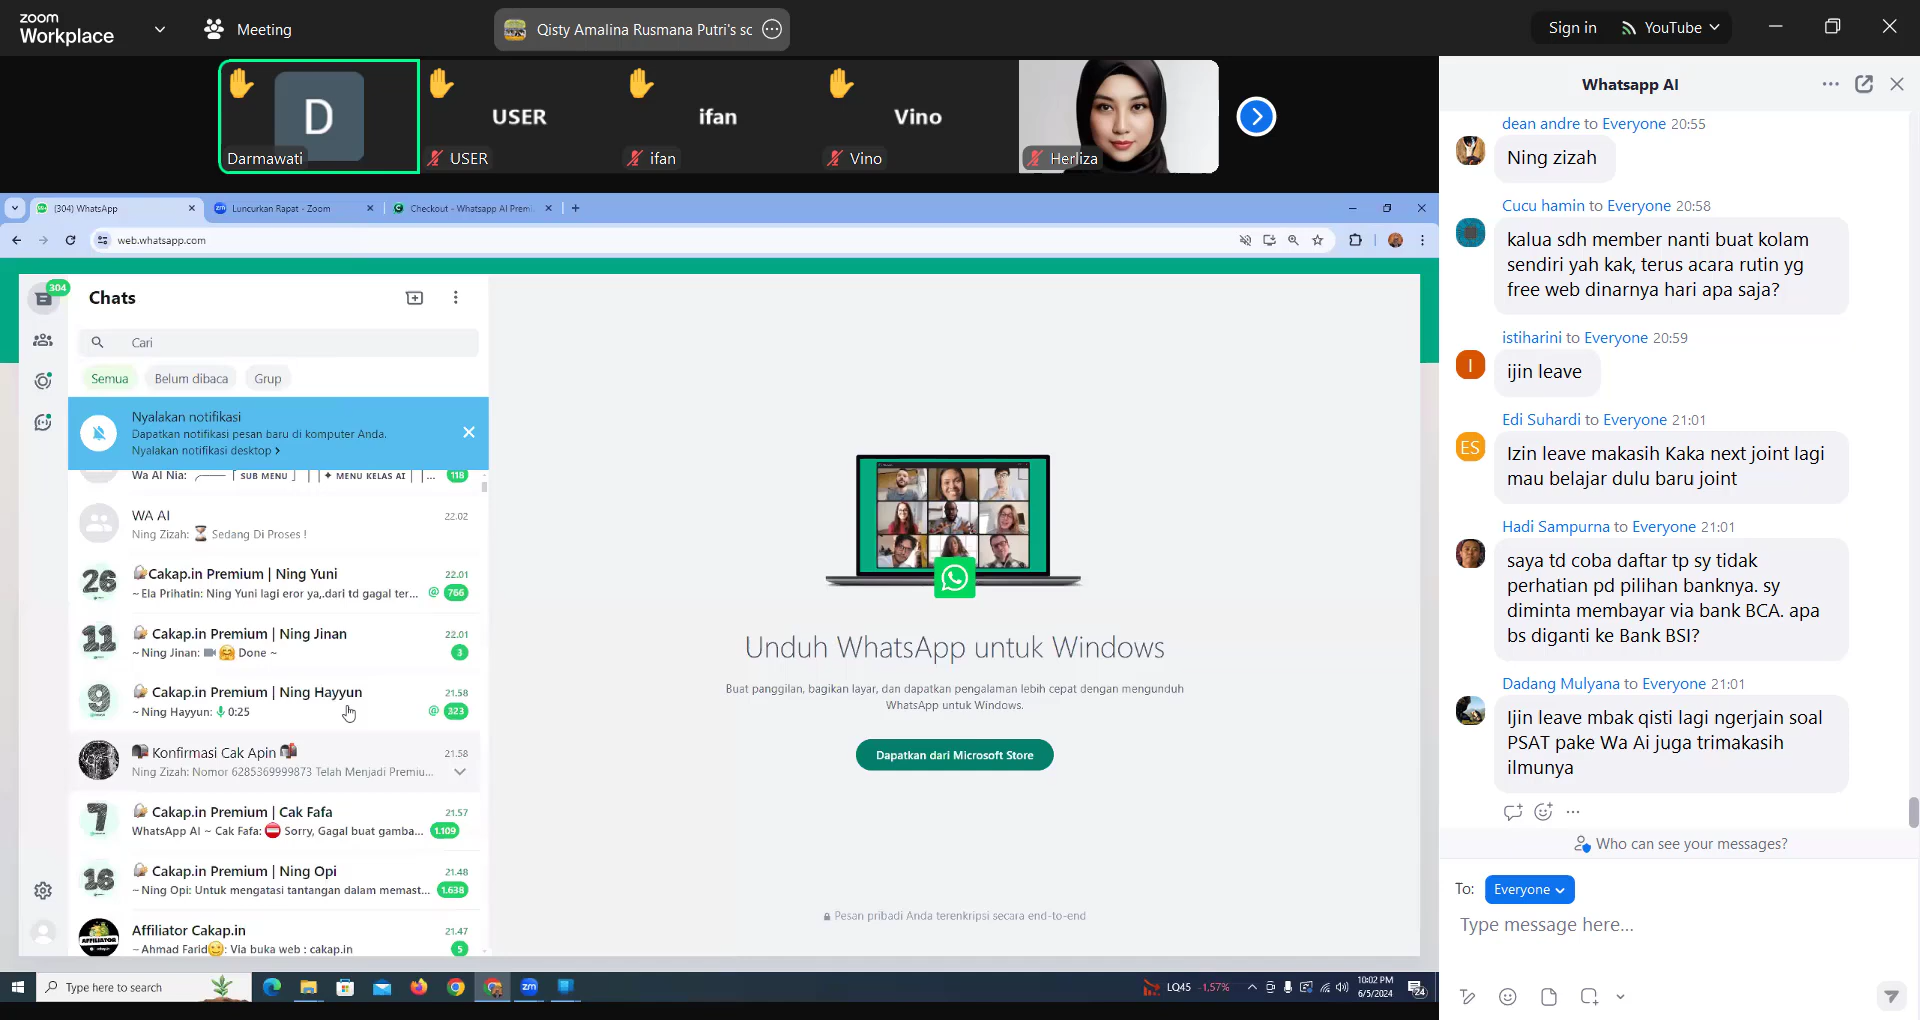 zoom
Workplace
Meeting
Qisty Amalina Rusmana Putri's sc
Sign in
YouTube
D
Darmawati
USER
USER
ifan
ifan
Vino
Vino
Herliza
(304) WhatsApp
Luncurkan Rapat - Zoom
Checkout - Whatsapp AI Premi
web.whatsapp.com
304
Chats
Cari
Semua
Belum dibaca
Grup
Nyalakan notifikasi
Dapatkan notifikasi pesan baru di komputer Anda.
Nyalakan notifikasi desktop >
Wa AI Nia: ╭──── 「 SUB MENU 」 | | ✦ MENU KELAS AI | |... 118
WA AI 22.02
Ning Zizah: ⏳ Sedang Di Proses !
26
🔐Cakap.in Premium | Ning Yuni 22.01
~ Ela Prihatin: Ning Yuni lagi eror ya,.dari td gagal ter... @ 766
11
🔐 Cakap.in Premium | Ning Jinan 22.01
~ Ning Jinan: 🤗 Done ~ 3
9
🔐 Cakap.in Premium | Ning Hayyun 21.58
~ Ning Hayyun: 0:25 @ 323
📬 Konfirmasi Cak Apin 📬 21.58
Ning Zizah: Nomor 6285369999873 Telah Menjadi Premiu...
7
🔐 Cakap.in Premium | Cak Fafa 21.57
WhatsApp AI ~ Cak Fafa: ⛔ Sorry, Gagal buat gamba... 1.109
16
🔐 Cakap.in Premium | Ning Opi 21.48
~ Ning Opi: Untuk mengatasi tantangan dalam memast... 1.638
AFFILIATOR
Affiliator Cakap.in 21.47
~ Ahmad Farid😊: Via buka web : cakap.in 5
Unduh WhatsApp untuk Windows
Buat panggilan, bagikan layar, dan dapatkan pengalaman lebih cepat dengan mengunduh
WhatsApp untuk Windows.
Dapatkan dari Microsoft Store
Pesan pribadi Anda terenkripsi secara end-to-end
Type here to search
zm
LQ45 -1,57%
10:02 PM
6/5/2024
24
Whatsapp AI
dean andre to Everyone 20:55
Ning zizah
Cucu hamin to Everyone 20:58
kalua sdh member nanti buat kolam
sendiri yah kak, terus acara rutin yg
free web dinarnya hari apa saja?
istiharini to Everyone 20:59
I
ijin leave
Edi Suhardi to Everyone 21:01
ES
Izin leave makasih Kaka next joint lagi
mau belajar dulu baru joint
Hadi Sampurna to Everyone 21:01
saya td coba daftar tp sy tidak
perhatian pd pilihan banknya. sy
diminta membayar via bank BCA. apa
bs diganti ke Bank BSI?
Dadang Mulyana to Everyone 21:01
Ijin leave mbak qisti lagi ngerjain soal
PSAT pake Wa Ai juga trimakasih
ilmunya
Who can see your messages?
To: Everyone
Type message here...